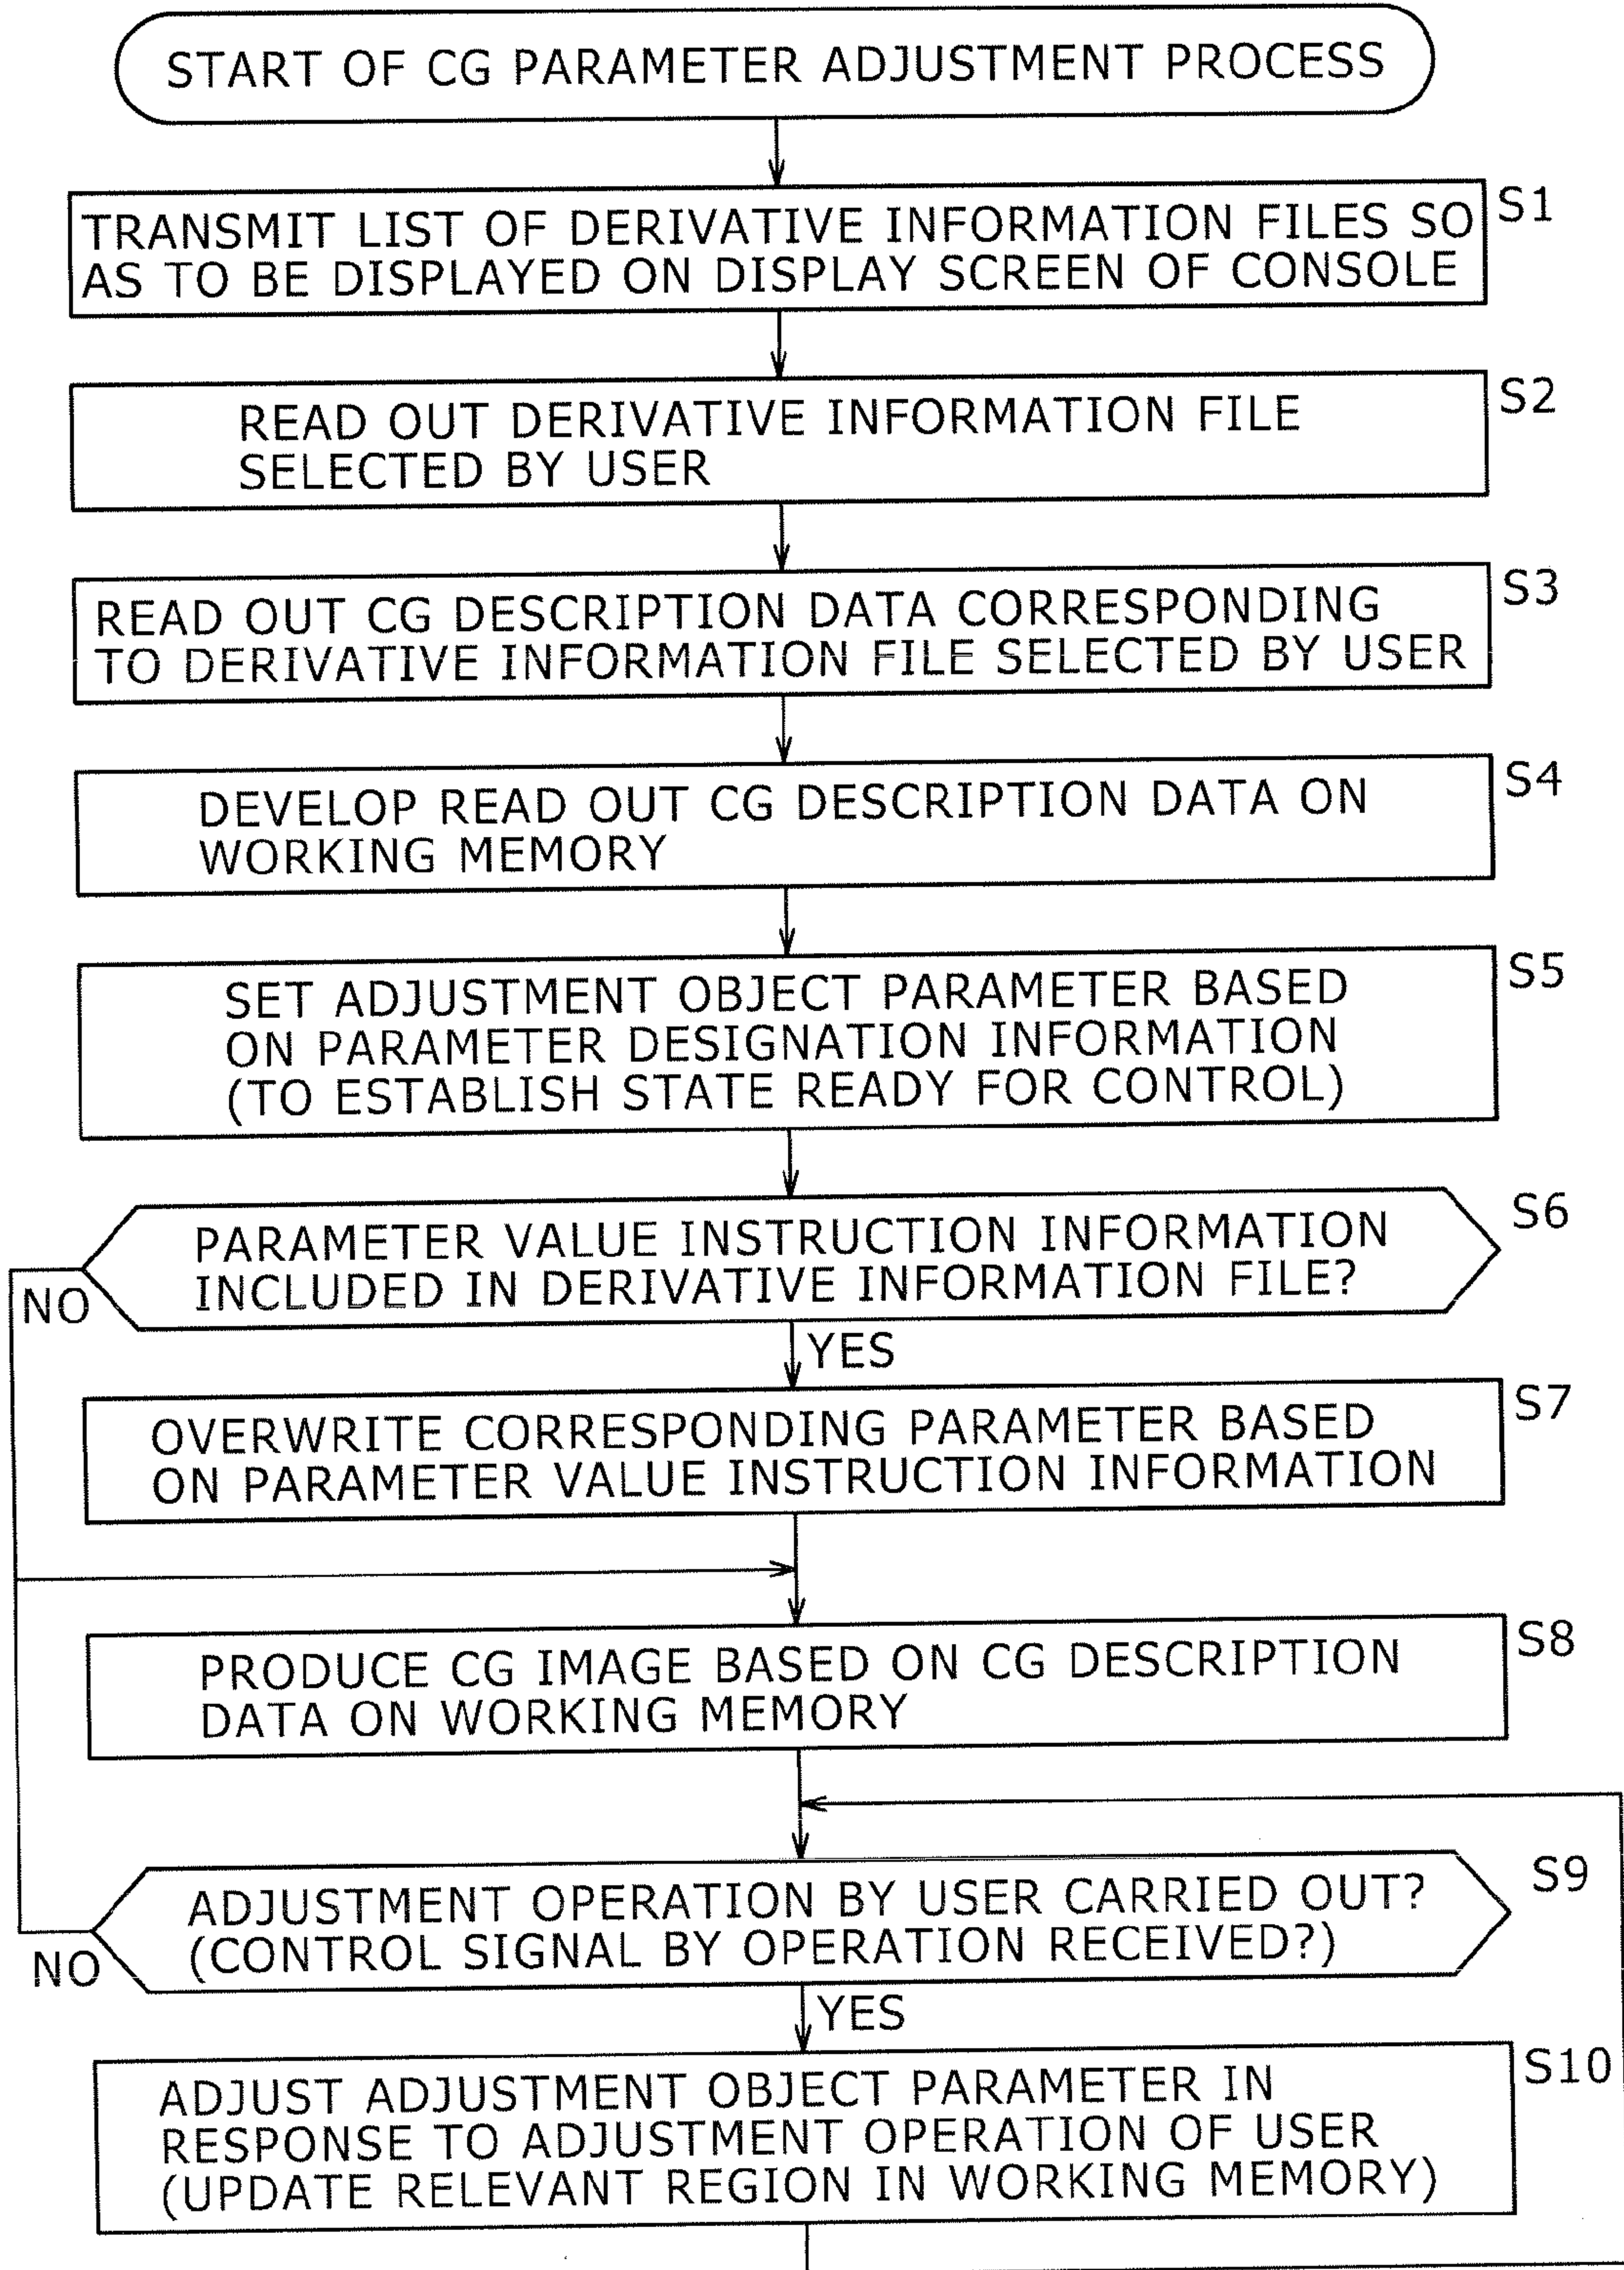 START OF CG PARAMETER ADJUSTMENT PROCESS
S1
TRANSMIT LIST OF DERIVATIVE INFORMATION FILES SO
AS TO BE DISPLAYED ON DISPLAY SCREEN OF CONSOLE
S2
READ OUT DERIVATIVE INFORMATION FILE
SELECTED BY USER
S3
READ OUT CG DESCRIPTION DATA CORRESPONDING
TO DERIVATIVE INFORMATION FILE SELECTED BY USER
S4
DEVELOP READ OUT CG DESCRIPTION DATA ON
WORKING MEMORY
S5
SET ADJUSTMENT OBJECT PARAMETER BASED
ON PARAMETER DESIGNATION INFORMATION
(TO ESTABLISH STATE READY FOR CONTROL)
S6
PARAMETER VALUE INSTRUCTION INFORMATION
INCLUDED IN DERIVATIVE INFORMATION FILE?
NO
YES
S7
OVERWRITE CORRESPONDING PARAMETER BASED
ON PARAMETER VALUE INSTRUCTION INFORMATION
S8
PRODUCE CG IMAGE BASED ON CG DESCRIPTION
DATA ON WORKING MEMORY
S9
ADJUSTMENT OPERATION BY USER CARRIED OUT?
(CONTROL SIGNAL BY OPERATION RECEIVED?)
NO
YES
S10
ADJUST ADJUSTMENT OBJECT PARAMETER IN
RESPONSE TO ADJUSTMENT OPERATION OF USER
(UPDATE RELEVANT REGION IN WORKING MEMORY)